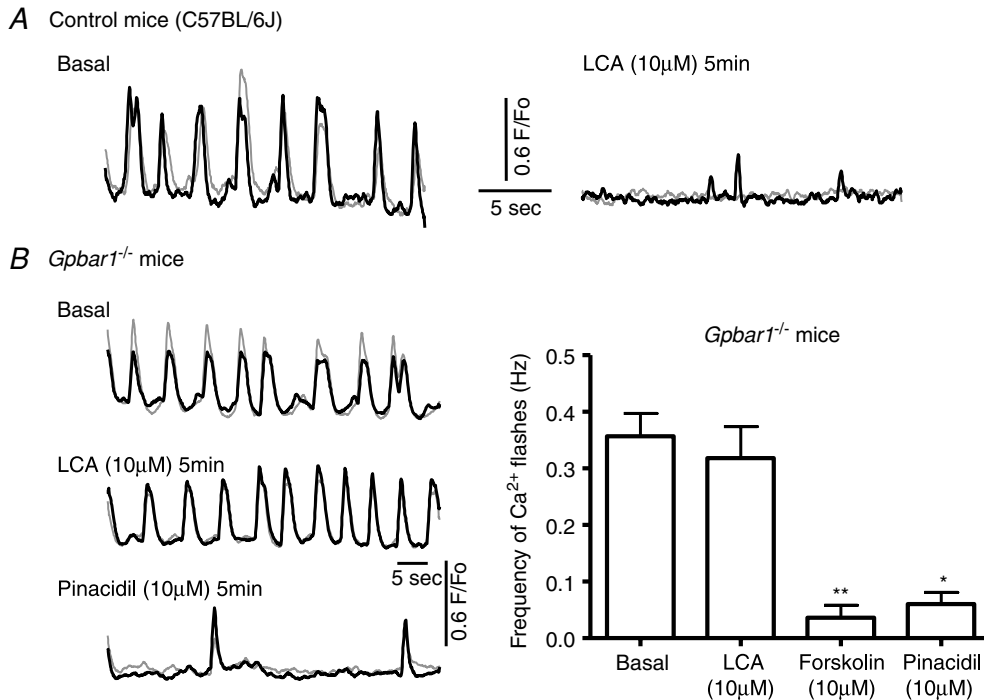 A Control mice (C57BL/6J)
Basal
LCA (10µM) 5min
0.6 F/Fo
5 sec
B Gpbar1-/- mice
Basal
LCA (10µM) 5min
5 sec
0.6 F/Fo
Pinacidil (10µM) 5min
Gpbar1-/- mice
Frequency of Ca2+ flashes (Hz)
0.5
0.4
0.3
0.2
0.1
0.0
**
*
Basal
LCA
(10µM)
Forskolin
(10µM)
Pinacidil
(10µM)